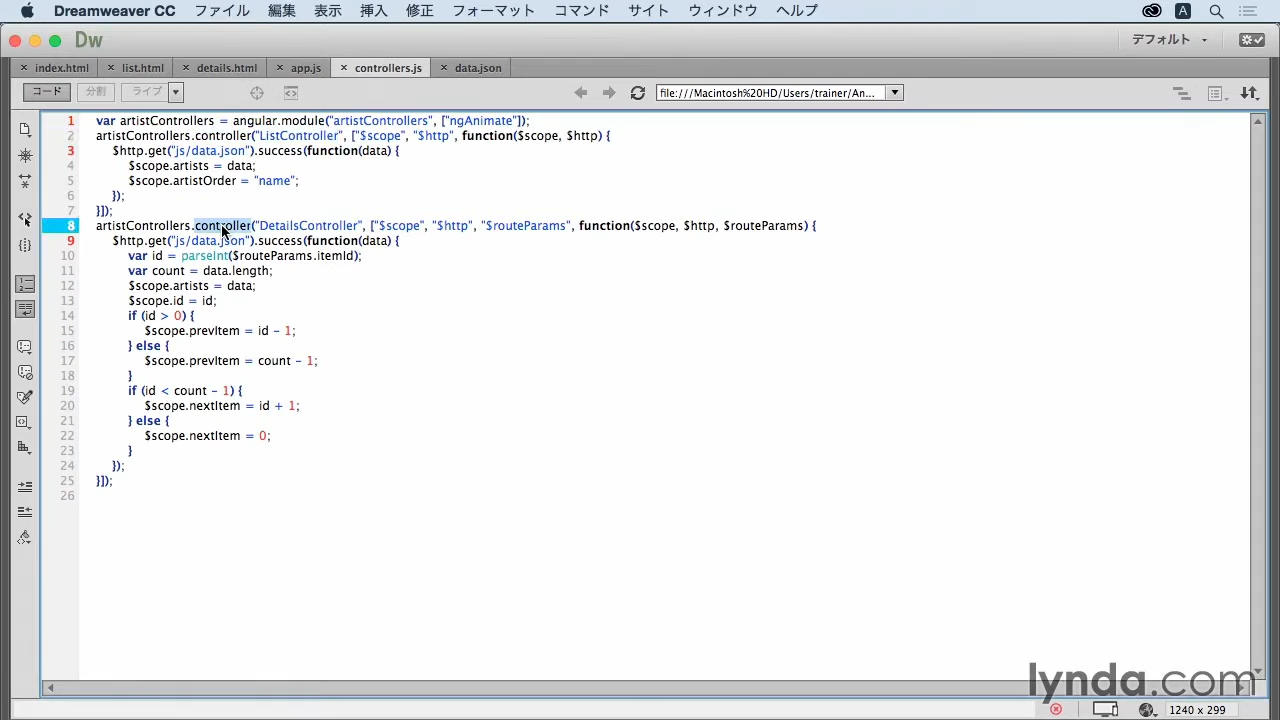 Dreamweaver CC ファイル 編集 表示 挿入 修正 フォーマット コマンド サイト ウィンドウ ヘルプ
Dw デフォルト
index.html list.html details.html app.js controllers.js data.json
コード 分割 ライブ file:///Macintosh%20HD/Users/trainer/An...
1 var artistControllers = angular.module("artistControllers", ["ngAnimate"]);
2 artistControllers.controller("ListController", ["$scope", "$http", function($scope, $http) {
3 $http.get("js/data.json").success(function(data) {
4 $scope.artists = data;
5 $scope.artistOrder = "name";
6 });
7 }]);
8 artistControllers.controller("DetailsController", ["$scope", "$http", "$routeParams", function($scope, $http, $routeParams) {
9 $http.get("js/data.json").success(function(data) {
10 var id = parseInt($routeParams.itemId);
11 var count = data.length;
12 $scope.artists = data;
13 $scope.id = id;
14 if (id > 0) {
15 $scope.prevItem = id - 1;
16 } else {
17 $scope.prevItem = count - 1;
18 }
19 if (id < count - 1) {
20 $scope.nextItem = id + 1;
21 } else {
22 $scope.nextItem = 0;
23 }
24 });
25 }]);
26
lynda.com
1240 x 299